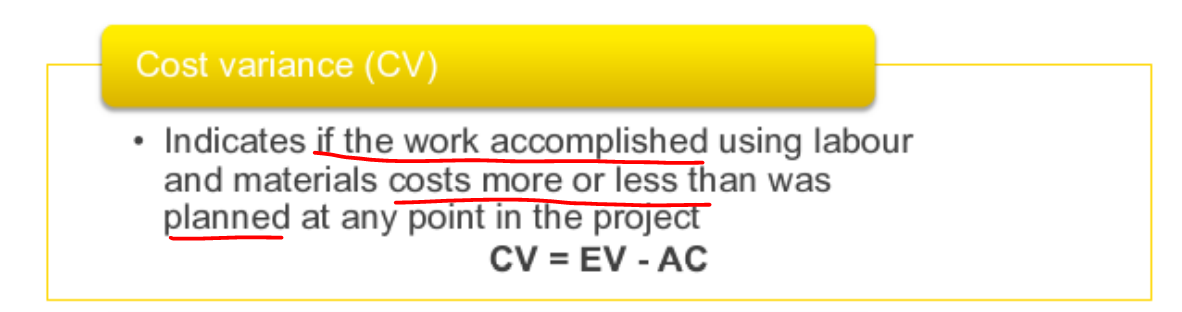 Cost variance (CV)
• Indicates if the work accomplished using labour
and materials costs more or less than was
planned at any point in the project
CV = EV - AC